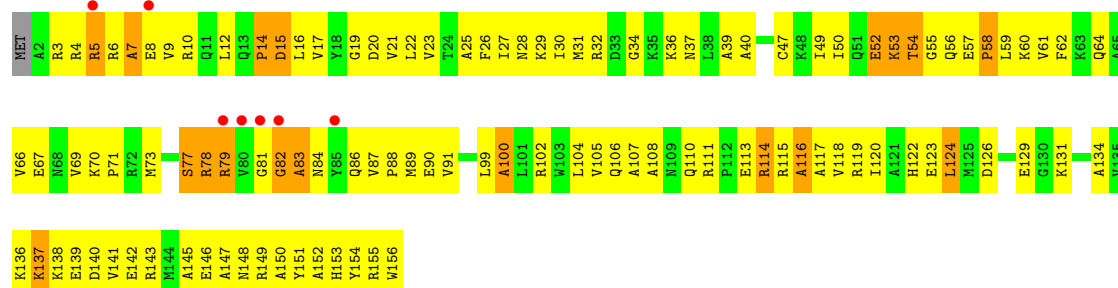 MET A2 R3 R4 R5 R6 A7 E8 V9 R10 Q11 L12 Q13 P14 D15 L16 V17 Y18 G19 D20 V21 L22 V23 T24 A25 F26 I27 N28 K29 I30 M31 R32 D33 G34 K35 K36 N37 L38 A39 A40 C47 K48 I49 I50 Q51 E52 K53 T54 G55 Q56 E57 P58 L59 K60 V61 F62 K63 Q64 A65
V66 E67 N68 V69 K70 P71 R72 M73 S77 R78 R79 V80 G81 G82 A83 N84 Y85 Q86 V87 P88 M89 E90 V91 L99 A100 L101 R102 W103 L104 V105 Q106 A107 A108 N109 Q110 R111 P112 E113 R114 R115 A116 A117 V118 R119 I120 A121 H122 E123 L124 M125 D126 E129 G130 K131 A134 V135
K136 K137 K138 E139 D140 V141 E142 R143 M144 A145 E146 A147 N148 R149 A150 Y151 A152 H153 Y154 R155 W156